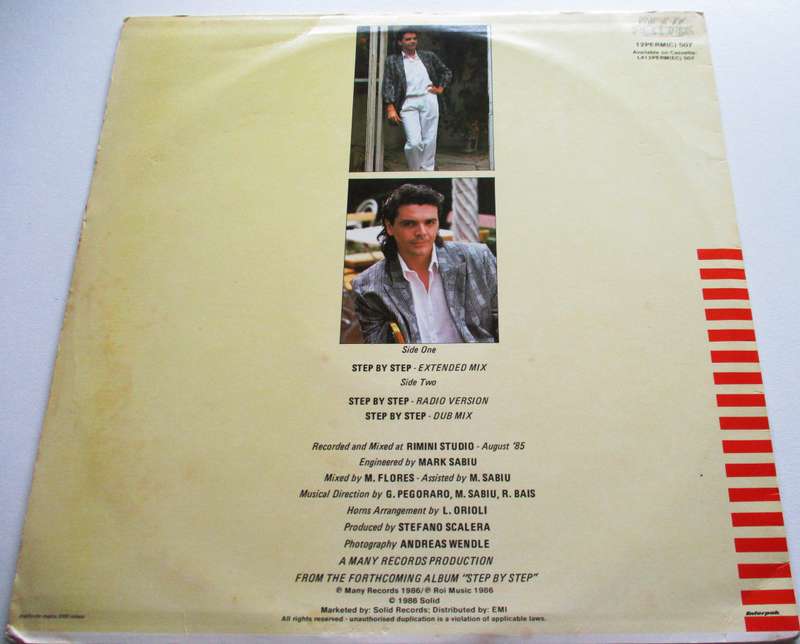 12PERM(E) 507
Available on Cassette:
Side One
STEP BY STEP - EXTENDED MIX
Side Two
STEP BY STEP - RADIO VERSION
STEP BY STEP - DUB MIX
Recorded and Mixed at RIMINI STUDIO - August '85
Engineered by MARK SABIU
Mixed by M. FLORES - Assisted by M. SABIU
Musical Direction by G. PEGORARO, M. SABIU, R. BAIS
Horns Arrangement by L. ORIOLI
Produced by STEFANO SCALERA
Photography ANDREAS WENDLE
A MANY RECORDS PRODUCTION
FROM THE FORTHCOMING ALBUM "STEP BY STEP"
℗ Many Records 1986/℗ Roi Music 1986
© 1986 Solid
Marketed by: Solid Records; Distributed by: EMI
All rights reserved - unauthorised duplication is a violation of applicable laws.
Interpak